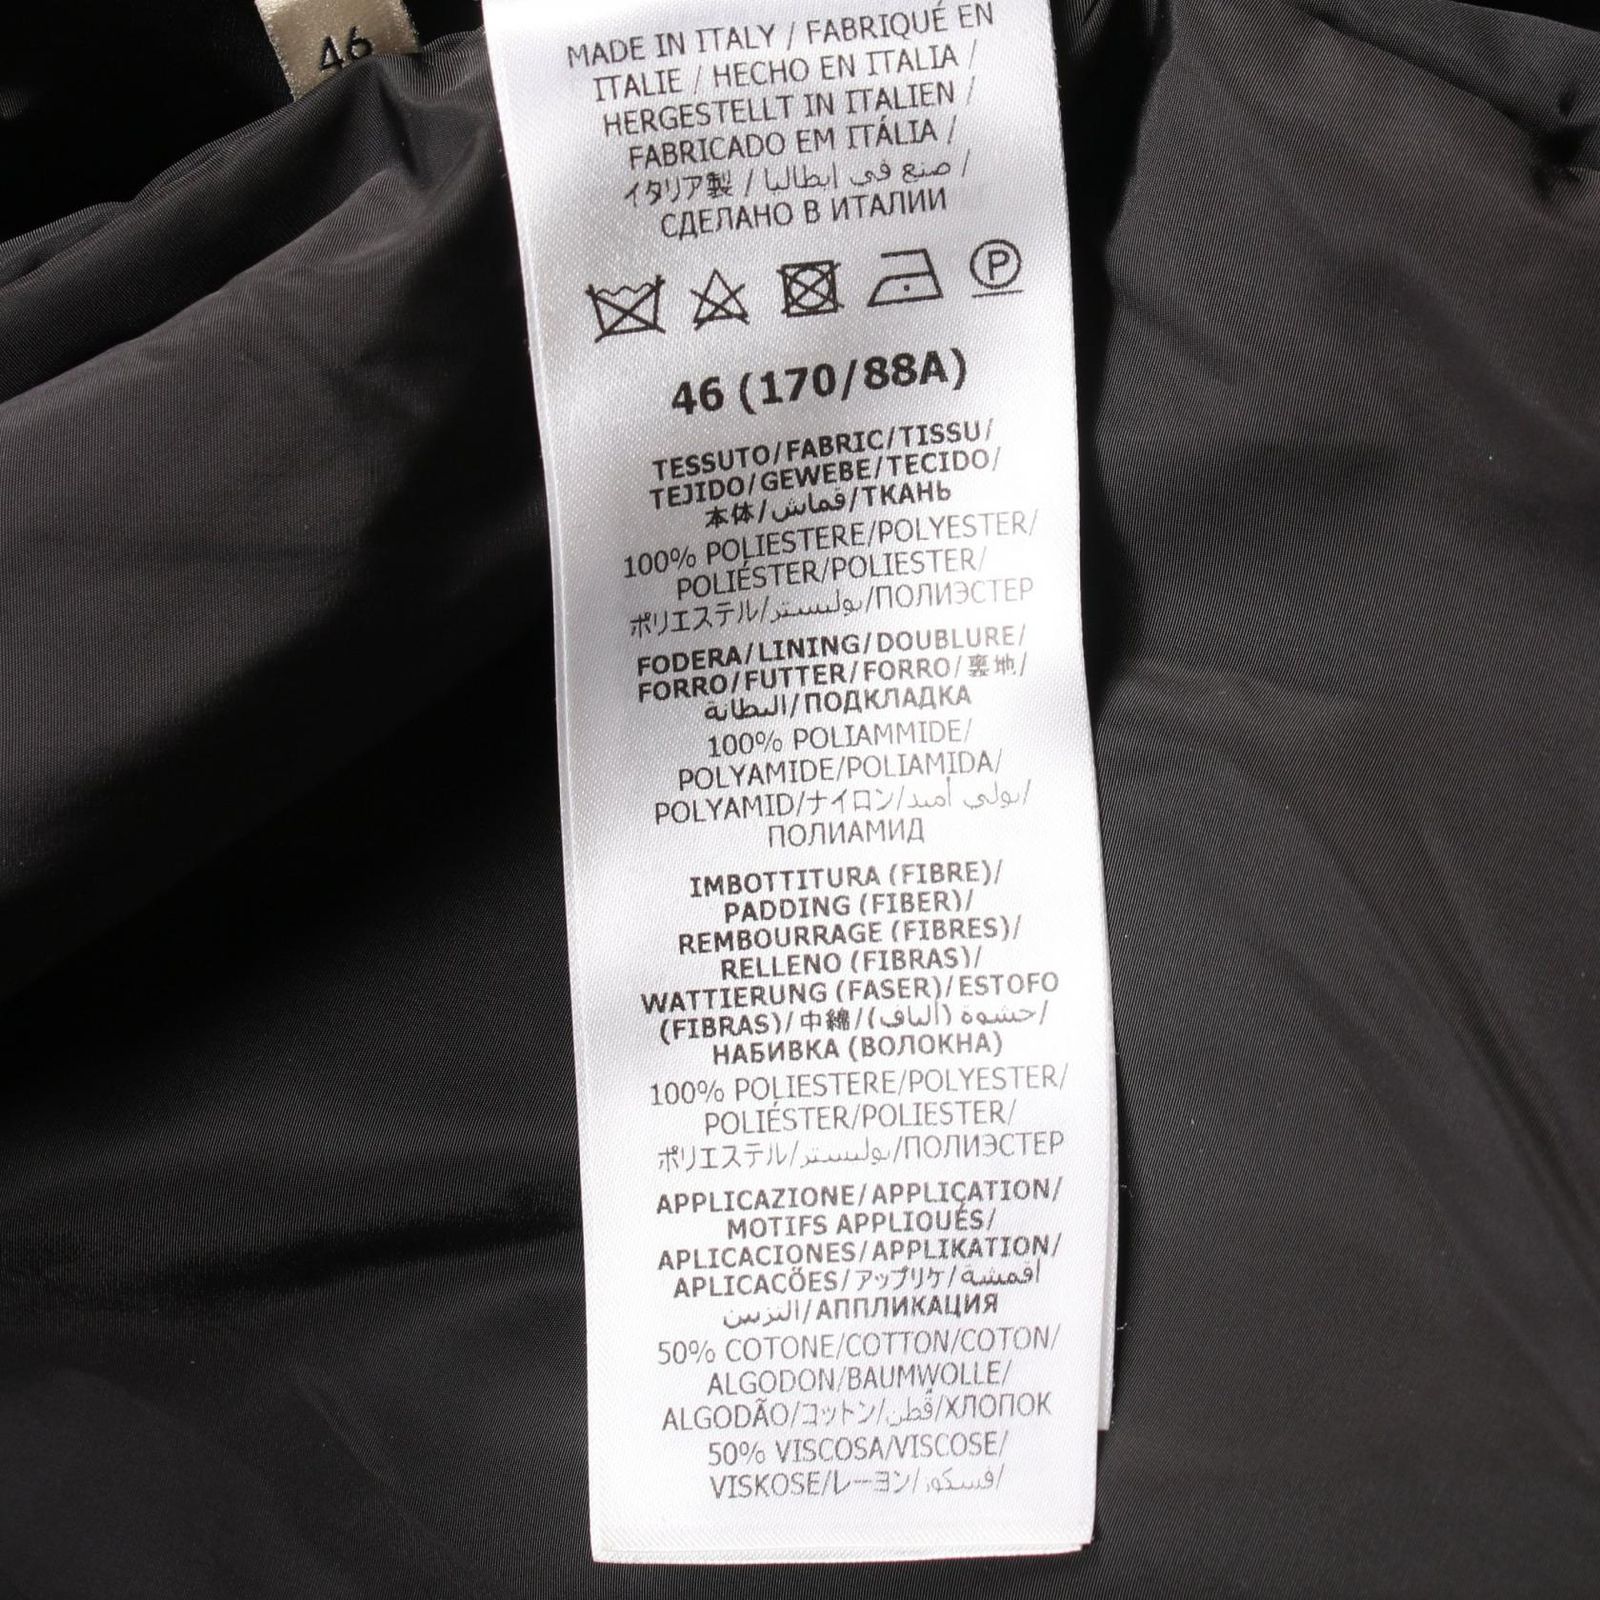 46
MADE IN ITALY / FABRIQUÉ EN
ITALIE / HECHO EN ITALIA /
HERGESTELLT IN ITALIEN /
FABRICADO EM ITÁLIA /
イタリア製 / صنع في ايطاليا /
СДЕЛАНО В ИТАЛИИ
P
46 (170/88A)
TESSUTO/FABRIC/TISSU/
TEJIDO/GEWEBE/TECIDO/
本体/قماش/ТКАНЬ
100% POLIESTERE/POLYESTER/
POLIÉSTER/POLIESTER/
ポリエステル/بوليستر/ПОЛИЭСТЕР
FODERA/LINING/DOUBLURE/
FORRO/FUTTER/FORRO/裏地/
البطانة/ПОДКЛАДКА
100% POLIAMMIDE/
POLYAMIDE/POLIAMIDA/
POLYAMID/ナイロン/بولي أميد/
ПОЛИАМИД
IMBOTTITURA (FIBRE)/
PADDING (FIBER)/
REMBOURRAGE (FIBRES)/
RELLENO (FIBRAS)/
WATTIERUNG (FASER)/ESTOFO
(FIBRAS)/中綿/حشوة (ألياف)/
НАБИВКА (ВОЛОКНА)
100% POLIESTERE/POLYESTER/
POLIÉSTER/POLIESTER/
ポリエステル/بوليستر/ПОЛИЭСТЕР
APPLICAZIONE/APPLICATION/
MOTIFS APPLIQUÉS/
APLICACIONES/APPLIKATION/
APLICAÇÕES/アップリケ/اقمشة
التزيين/АППЛИКАЦИЯ
50% COTONE/COTTON/COTON/
ALGODON/BAUMWOLLE/
ALGODÃO/コットン/قطن/ХЛОПОК
50% VISCOSA/VISCOSE/
VISKOSE/レーヨン/فسكوز/